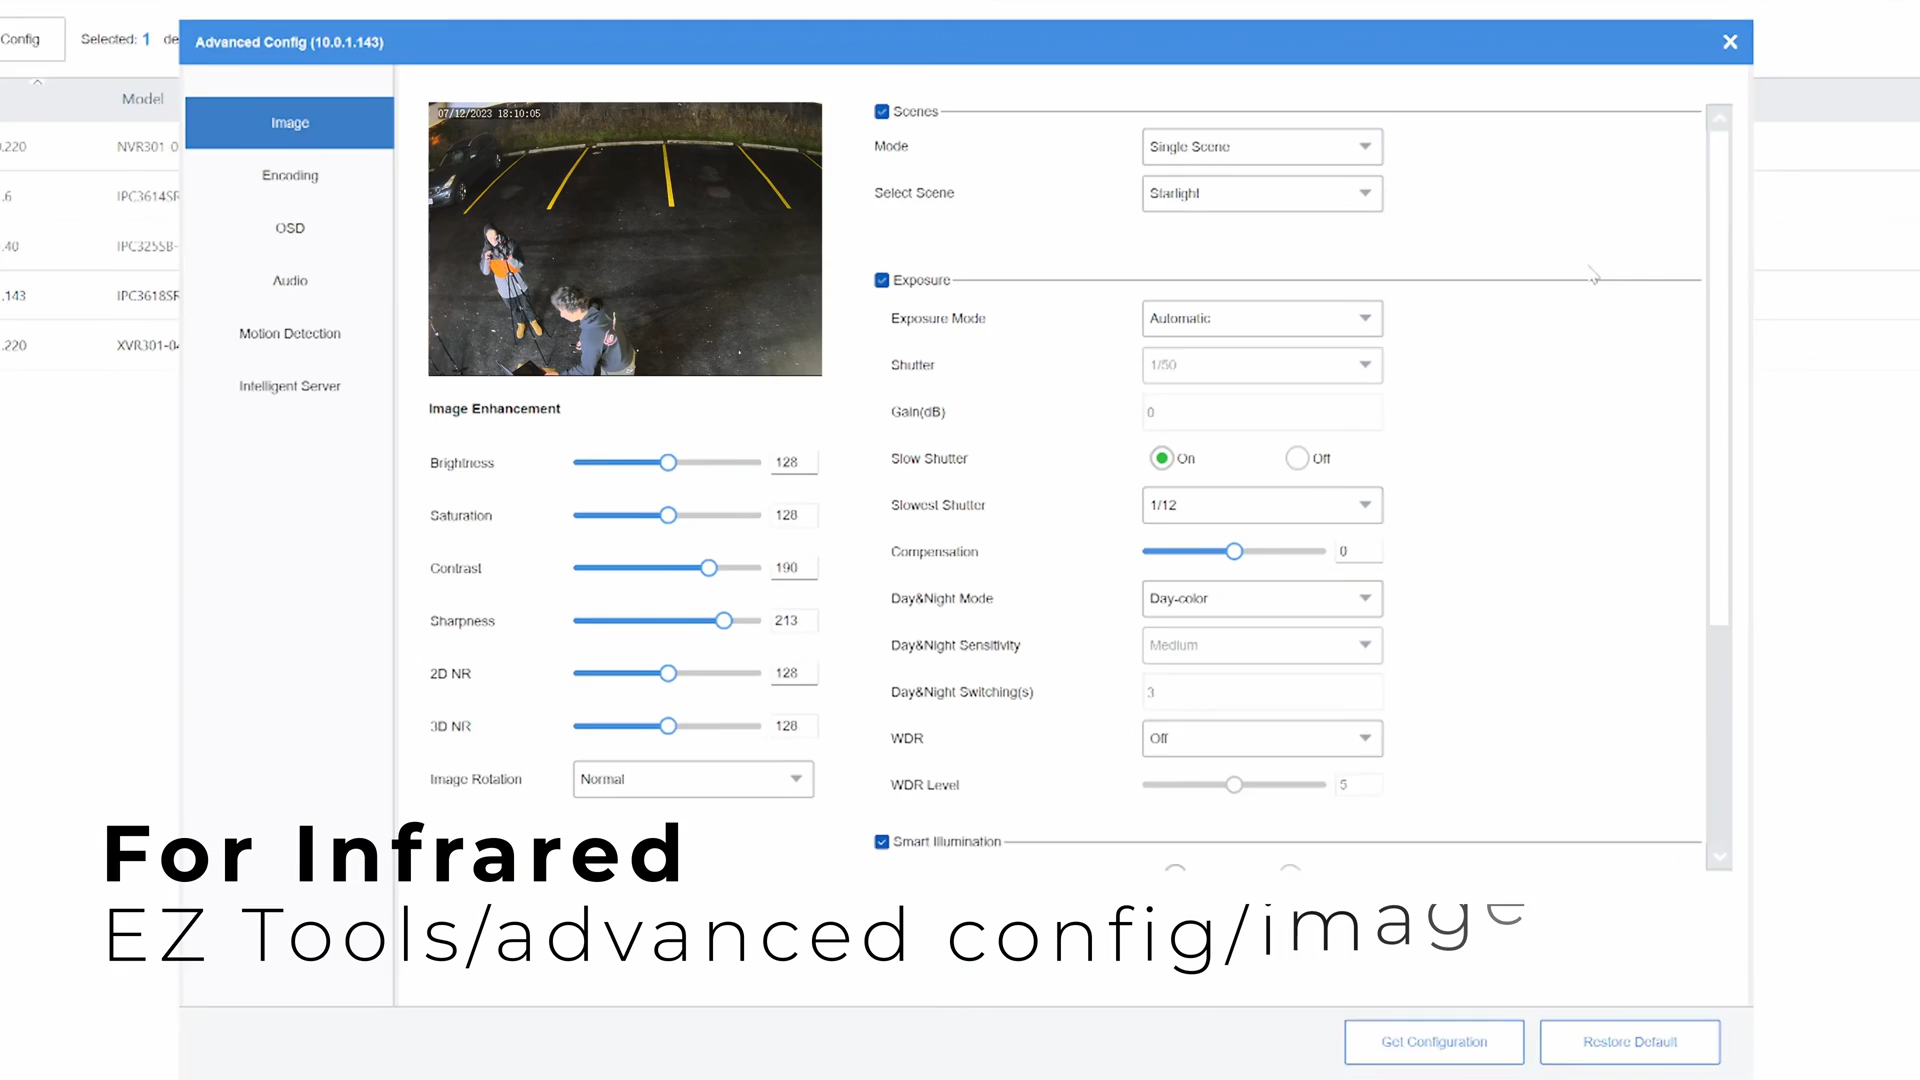 Config
Selected: 1 de
Advanced Config (10.0.1.143)
Model
.220 NVR301-0
.6 IPC3614SR
.40 IPC325SB-
.143 IPC3618SR
.220 XVR301-04
Image
Encoding
OSD
Audio
Motion Detection
Intelligent Server
07/12/2023 18:10:05
Image Enhancement
Brightness 128
Saturation 128
Contrast 190
Sharpness 213
2D NR 128
3D NR 128
Image Rotation Normal
Scenes
Mode Single Scene
Select Scene Starlight
Exposure
Exposure Mode Automatic
Shutter 1/50
Gain(dB) 0
Slow Shutter On Off
Slowest Shutter 1/12
Compensation 0
Day&Night Mode Day-color
Day&Night Sensitivity Medium
Day&Night Switching(s) 3
WDR Off
WDR Level 5
Smart Illumination
For Infrared
EZ Tools/advanced config/image
Get Configuration
Restore Default